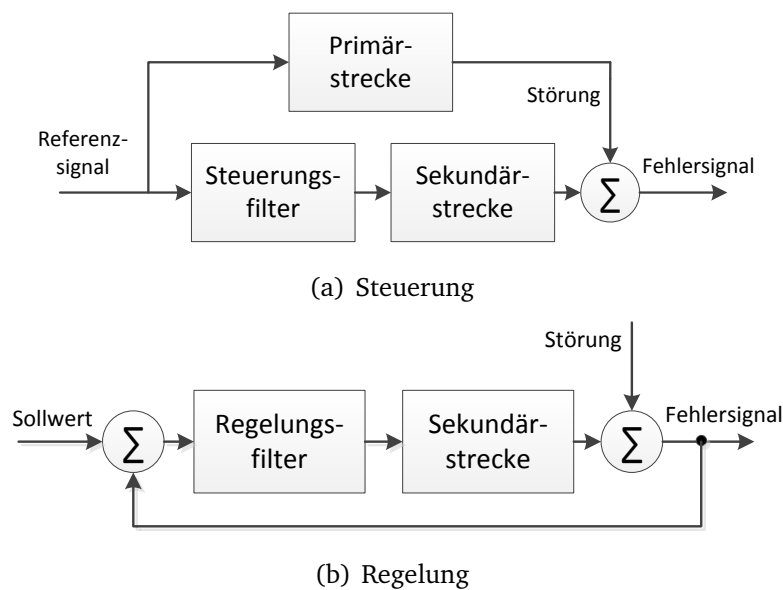 Primär-
strecke
Störung
Referenz-
signal
Steuerungs-
filter
Sekundär-
strecke
Σ
Fehlersignal
(a) Steuerung
Störung
Sollwert
Σ
Regelungs-
filter
Sekundär-
strecke
Σ
Fehlersignal
(b) Regelung